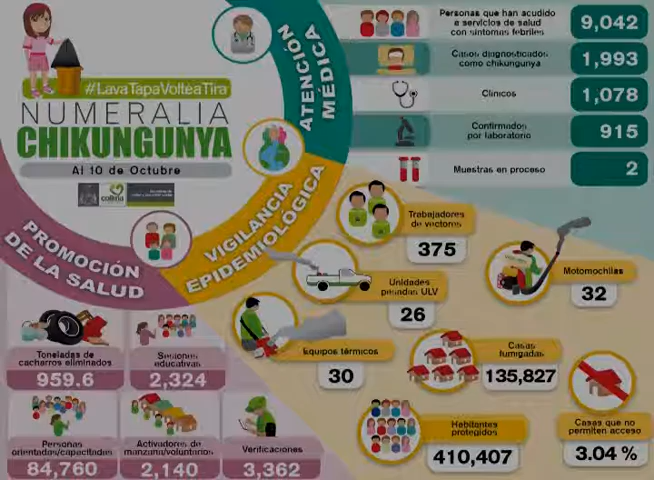 #LavaTapaVolteaTira
NUMERALIA
CHIKUNGUNYA
Al 10 de Octubre
colima
ATENCIÓN
MÉDICA
Personas que han acudido
a servicios de salud
con síntomas febriles
9,042
Casos diagnosticados
como chikungunya
1,993
Clínicos
1,078
Confirmados
por laboratorio
915
Muestras en proceso
2
VIGILANCIA
EPIDEMIOLÓGICA
Trabajadores
de vectores
375
Motomochilas
32
Unidades
pesadas ULV
26
Equipos térmicos
30
Casas
fumigadas
135,827
Habitantes
protegidos
410,407
Casas que no
permiten acceso
3.04 %
PROMOCIÓN
DE LA SALUD
Toneladas de
cacharros eliminados
959.6
Sesiones
educativas
2,324
Personas
orientadas/capacitadas
84,760
Activadores de
manzana/voluntarios
2,140
Verificaciones
3,362